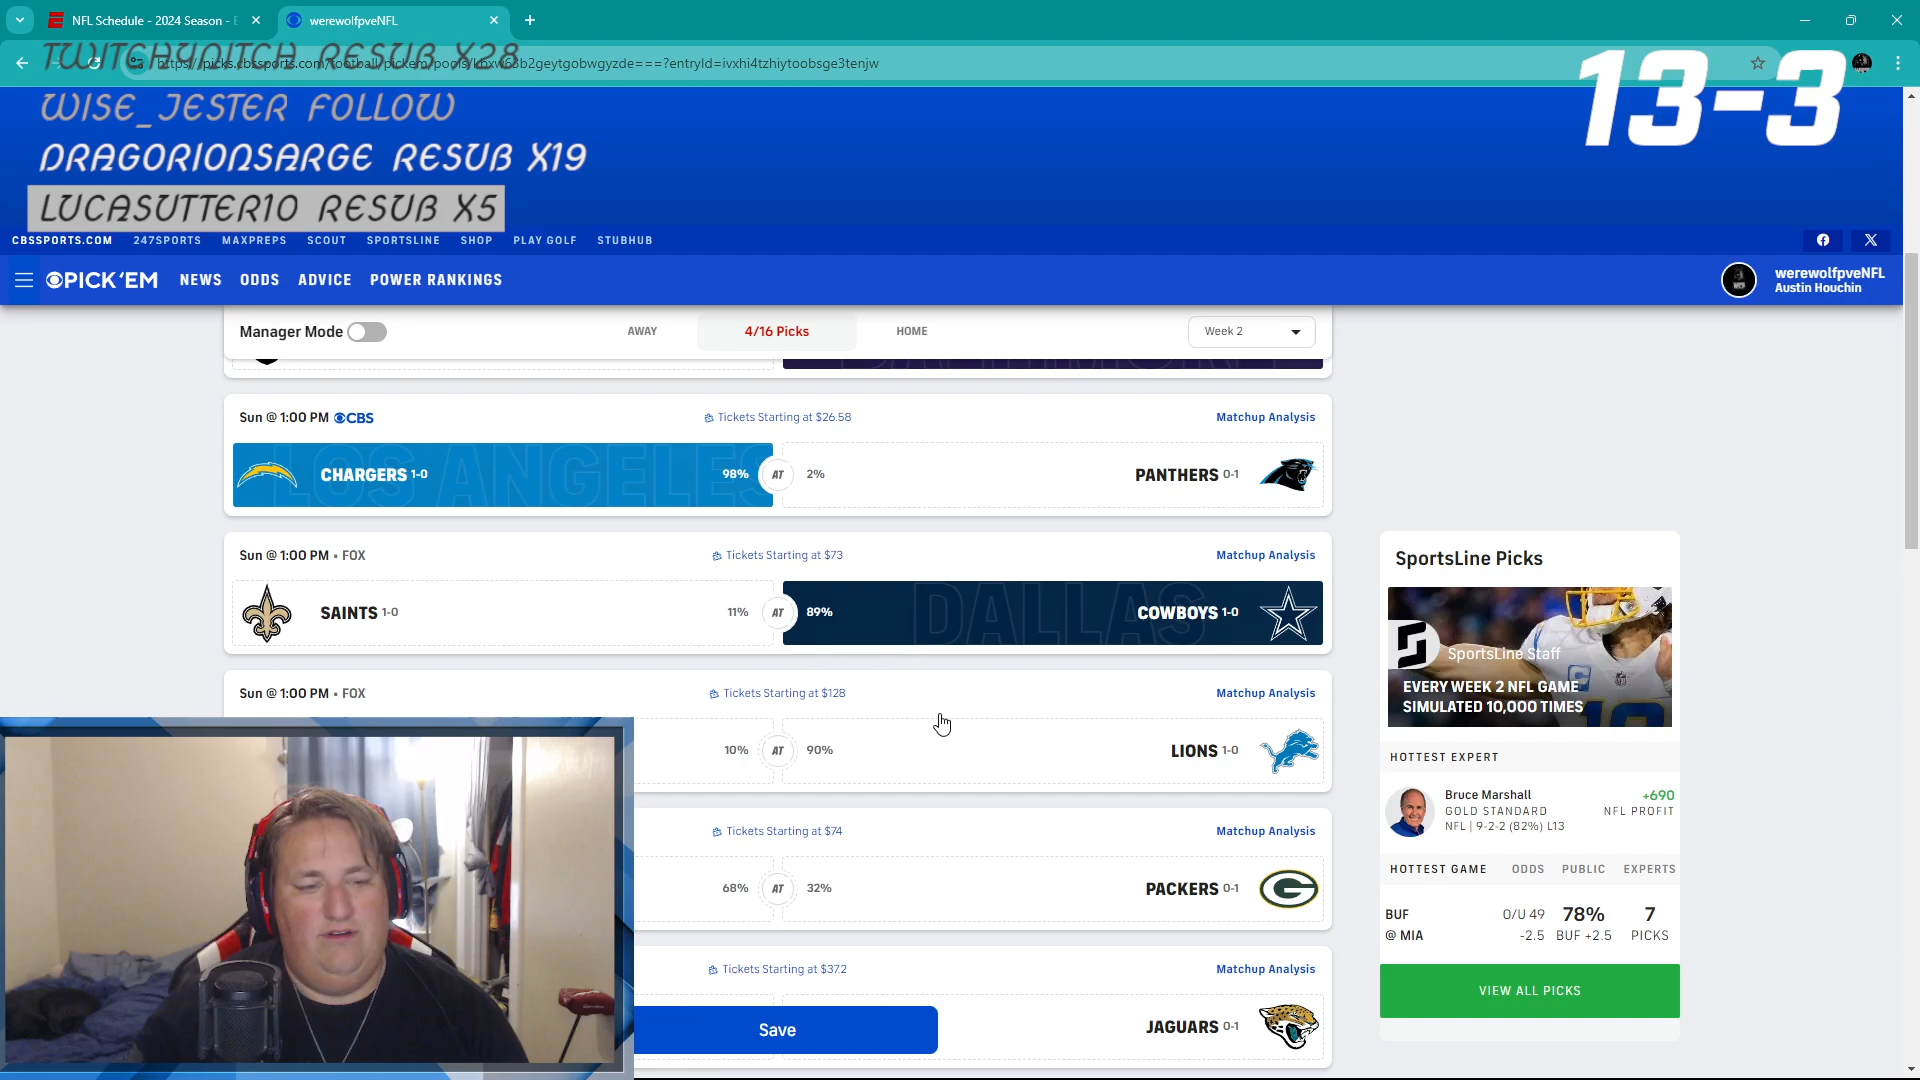 NFL Schedule - 2024 Season - E
werewolfpveNFL
TWITCHYNITCH RESUB X28
https://picks.cbssports.com/football/pickem/pools/kbxw63b2geytgobwgyzde===?entryId=ivxhi4tzhiytoobsge3tenjw
13-3
WISE_JESTER FOLLOW
DRAGORIONSARGE RESUB X19
LUCASUTTER10 RESUB X5
CBSSPORTS.COM 247SPORTS MAXPREPS SCOUT SPORTSLINE SHOP PLAY GOLF STUBHUB
PICK'EM NEWS ODDS ADVICE POWER RANKINGS
werewolfpveNFL
Austin Houchin
Manager Mode AWAY 4/16 Picks HOME Week 2
Sun @ 1:00 PM CBS Tickets Starting at $26.58 Matchup Analysis
LOS ANGELES
CHARGERS 1-0 98% AT 2% PANTHERS 0-1
Sun @ 1:00 PM • FOX Tickets Starting at $73 Matchup Analysis
DALLAS
SAINTS 1-0 11% AT 89% COWBOYS 1-0
Sun @ 1:00 PM • FOX Tickets Starting at $128 Matchup Analysis
10% AT 90% LIONS 1-0
Tickets Starting at $74 Matchup Analysis
68% AT 32% PACKERS 0-1
Tickets Starting at $37.2 Matchup Analysis
JAGUARS 0-1
Save
SportsLine Picks
SportsLine Staff
EVERY WEEK 2 NFL GAME
SIMULATED 10,000 TIMES
HOTTEST EXPERT
Bruce Marshall +690
GOLD STANDARD NFL PROFIT
NFL | 9-2-2 (82%) L13
HOTTEST GAME ODDS PUBLIC EXPERTS
BUF O/U 49 78% 7
@ MIA -2.5 BUF +2.5 PICKS
VIEW ALL PICKS